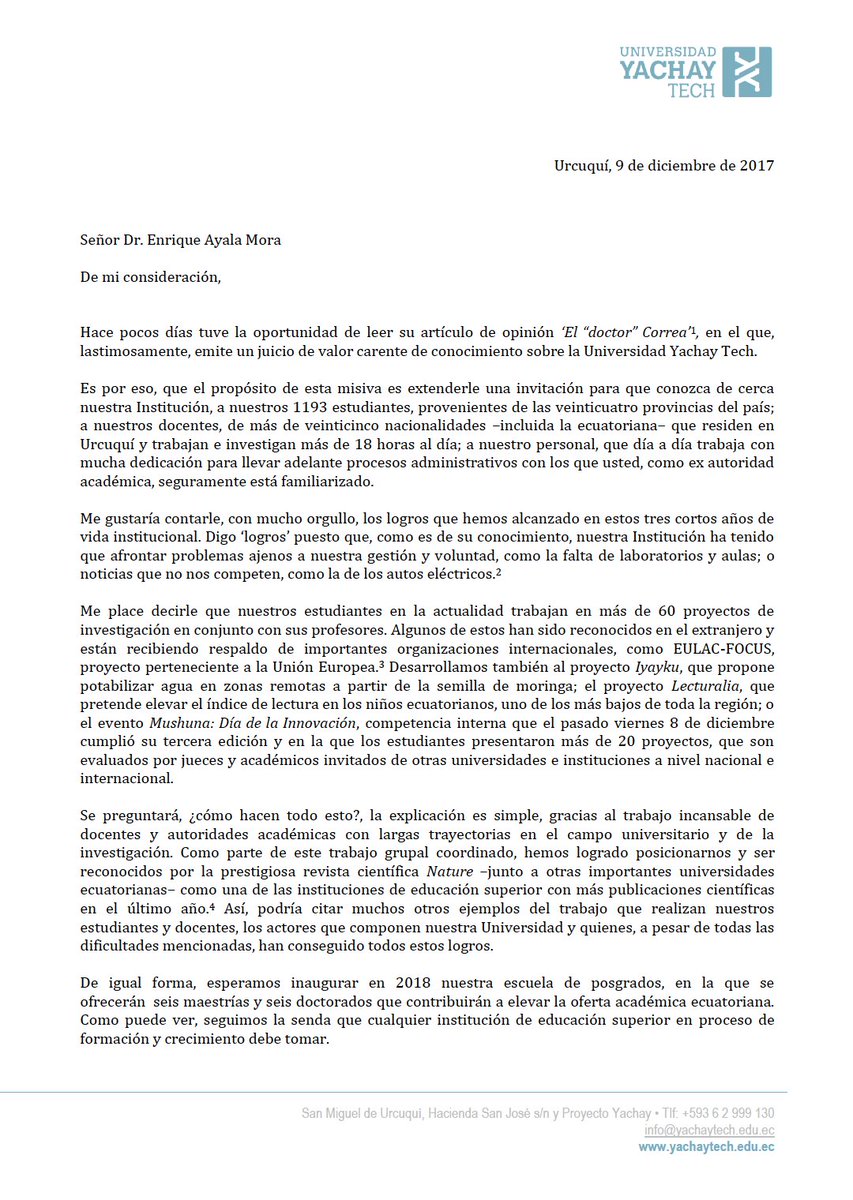 UNIVERSIDAD
YACHAY
TECH
Urcuquí, 9 de diciembre de 2017
Señor Dr. Enrique Ayala Mora
De mi consideración,
Hace pocos días tuve la oportunidad de leer su artículo de opinión ‘El “doctor” Correa’¹, en el que,
lastimosamente, emite un juicio de valor carente de conocimiento sobre la Universidad Yachay Tech.
Es por eso, que el propósito de esta misiva es extenderle una invitación para que conozca de cerca
nuestra Institución, a nuestros 1193 estudiantes, provenientes de las veinticuatro provincias del país;
a nuestros docentes, de más de veinticinco nacionalidades –incluida la ecuatoriana– que residen en
Urcuquí y trabajan e investigan más de 18 horas al día; a nuestro personal, que día a día trabaja con
mucha dedicación para llevar adelante procesos administrativos con los que usted, como ex autoridad
académica, seguramente está familiarizado.
Me gustaría contarle, con mucho orgullo, los logros que hemos alcanzado en estos tres cortos años de
vida institucional. Digo ‘logros’ puesto que, como es de su conocimiento, nuestra Institución ha tenido
que afrontar problemas ajenos a nuestra gestión y voluntad, como la falta de laboratorios y aulas; o
noticias que no nos competen, como la de los autos eléctricos.²
Me place decirle que nuestros estudiantes en la actualidad trabajan en más de 60 proyectos de
investigación en conjunto con sus profesores. Algunos de estos han sido reconocidos en el extranjero y
están recibiendo respaldo de importantes organizaciones internacionales, como EULAC-FOCUS,
proyecto perteneciente a la Unión Europea.³ Desarrollamos también al proyecto Iyayku, que propone
potabilizar agua en zonas remotas a partir de la semilla de moringa; el proyecto Lecturalia, que
pretende elevar el índice de lectura en los niños ecuatorianos, uno de los más bajos de toda la región; o
el evento Mushuna: Día de la Innovación, competencia interna que el pasado viernes 8 de diciembre
cumplió su tercera edición y en la que los estudiantes presentaron más de 20 proyectos, que son
evaluados por jueces y académicos invitados de otras universidades e instituciones a nivel nacional e
internacional.
Se preguntará, ¿cómo hacen todo esto?, la explicación es simple, gracias al trabajo incansable de
docentes y autoridades académicas con largas trayectorias en el campo universitario y de la
investigación. Como parte de este trabajo grupal coordinado, hemos logrado posicionarnos y ser
reconocidos por la prestigiosa revista científica Nature –junto a otras importantes universidades
ecuatorianas– como una de las instituciones de educación superior con más publicaciones científicas
en el último año.⁴ Así, podría citar muchos otros ejemplos del trabajo que realizan nuestros
estudiantes y docentes, los actores que componen nuestra Universidad y quienes, a pesar de todas las
dificultades mencionadas, han conseguido todos estos logros.
De igual forma, esperamos inaugurar en 2018 nuestra escuela de posgrados, en la que se
ofrecerán seis maestrías y seis doctorados que contribuirán a elevar la oferta académica ecuatoriana.
Como puede ver, seguimos la senda que cualquier institución de educación superior en proceso de
formación y crecimiento debe tomar.
San Miguel de Urcuqui, Hacienda San José s/n y Proyecto Yachay • Tlf: +593 6 2 999 130
info@yachaytech.edu.ec
www.yachaytech.edu.ec